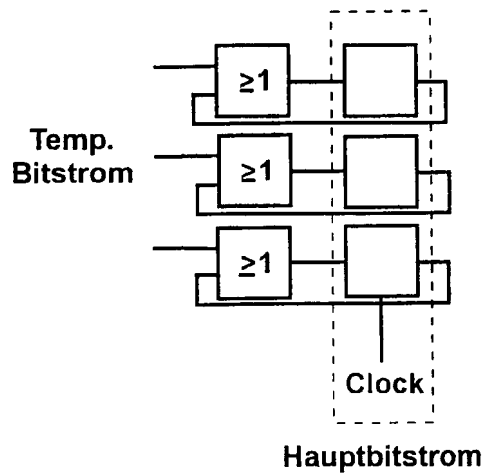 ≥1
Temp.
Bitstrom
≥1
≥1
Clock
Hauptbitstrom